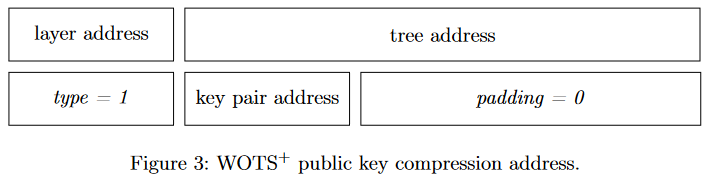 layer address tree address
type = 1 key pair address padding = 0
Figure 3: WOTS+ public key compression address.